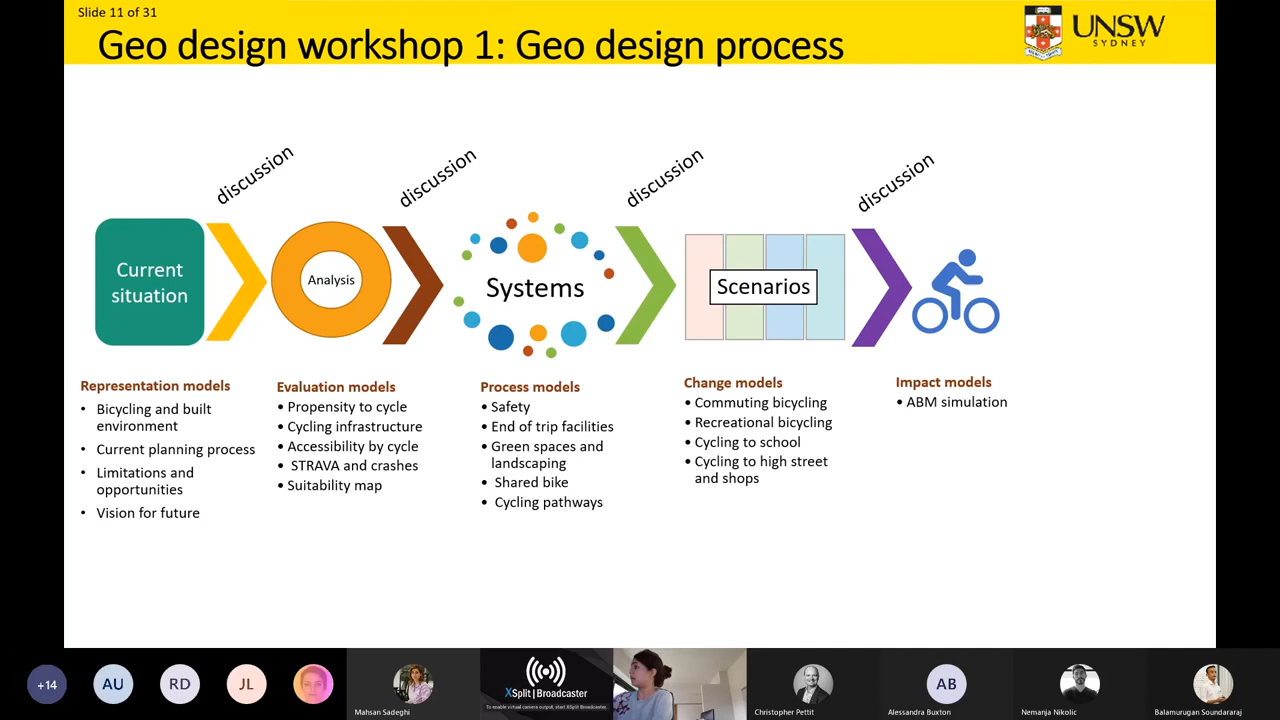 Slide 11 of 31
Geo design workshop 1: Geo design process
UNSW
SYDNEY
discussion
discussion
discussion
discussion
Current
situation
Analysis
Systems
Scenarios
Representation models
• Bicycling and built
environment
• Current planning process
• Limitations and
opportunities
• Vision for future
Evaluation models
• Propensity to cycle
• Cycling infrastructure
• Accessibility by cycle
• STRAVA and crashes
• Suitability map
Process models
• Safety
• End of trip facilities
• Green spaces and
landscaping
• Shared bike
• Cycling pathways
Change models
• Commuting bicycling
• Recreational bicycling
• Cycling to school
• Cycling to high street
and shops
Impact models
• ABM simulation
+14
AU
RD
JL
Mahsan Sadeghi
XSplit | Broadcaster
To enable virtual camera output, start XSplit Broadcaster.
Christopher Pettit
AB
Alessandra Buxton
Nemanja Nikolic
Balamurugan Soundararaj